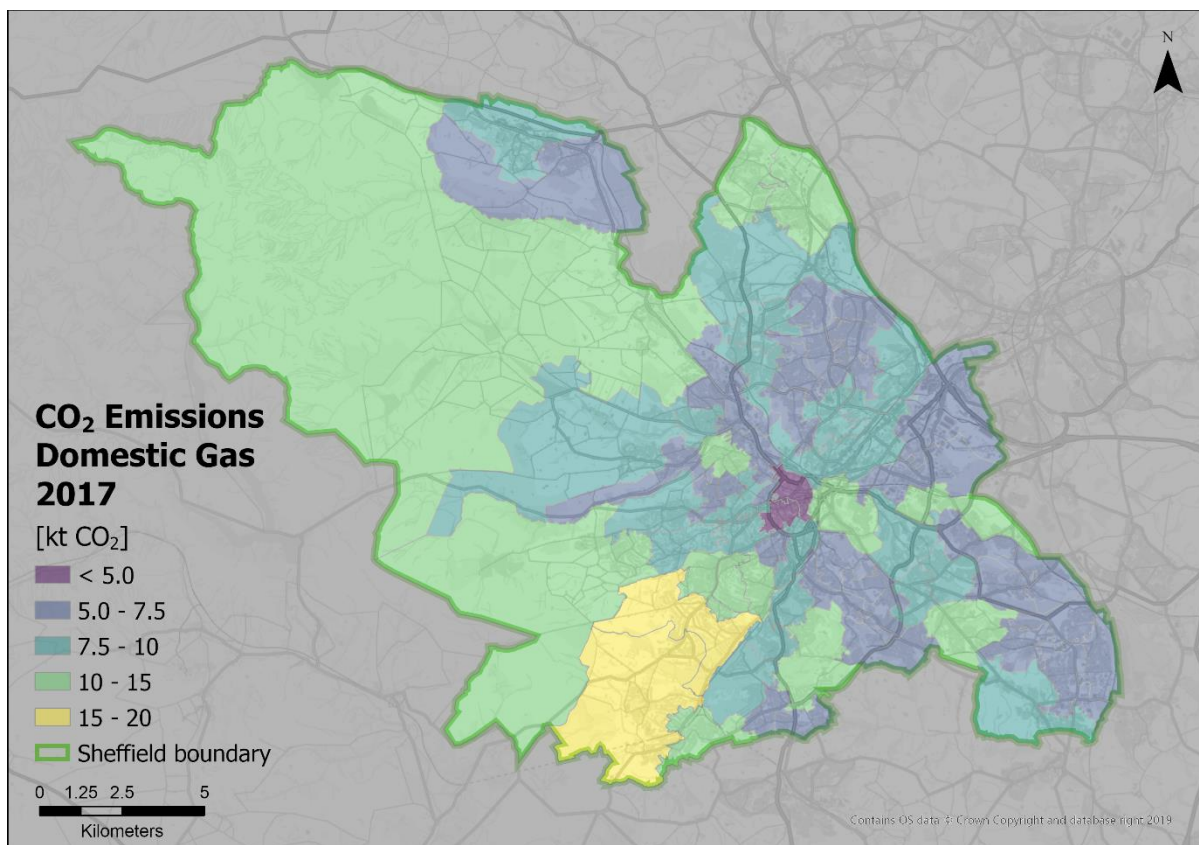 N
CO₂ Emissions
Domestic Gas
2017
[kt CO₂]
< 5.0
5.0 - 7.5
7.5 - 10
10 - 15
15 - 20
Sheffield boundary
0 1.25 2.5 5
Kilometers
Contains OS data © Crown Copyright and database right 2019